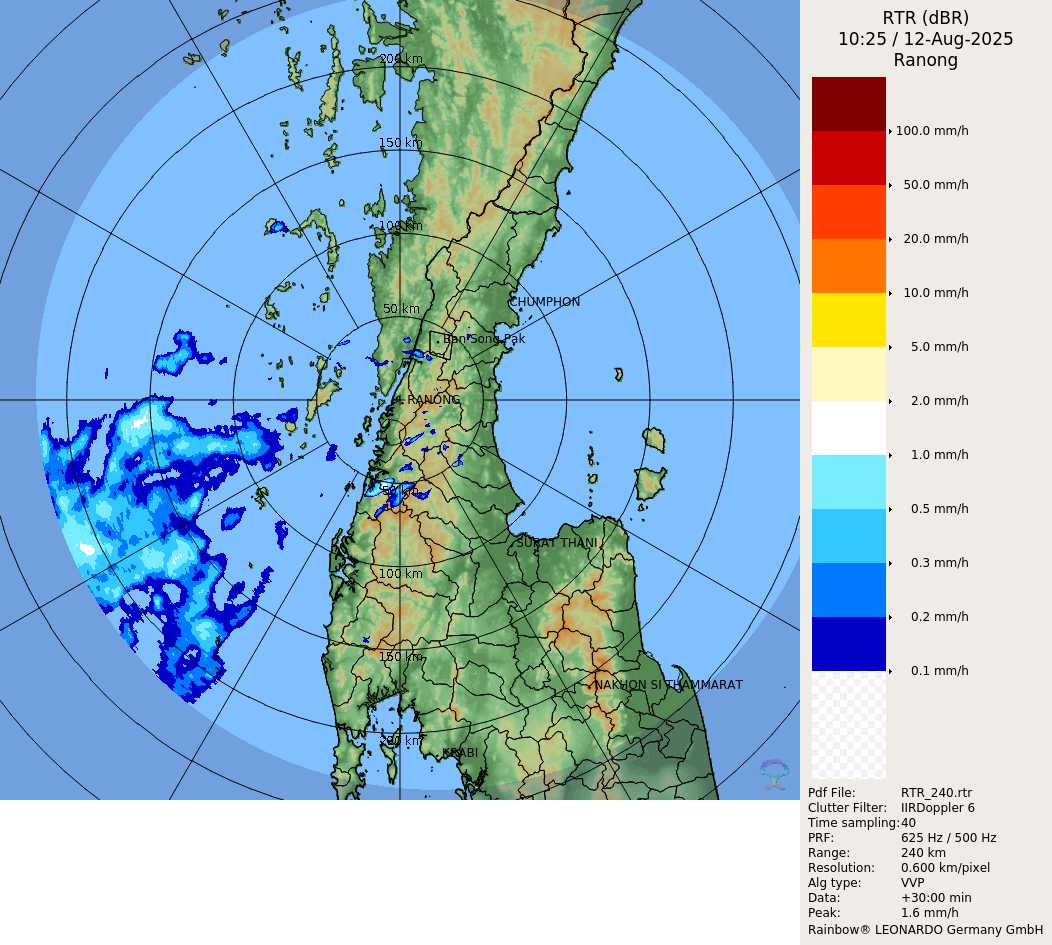 RTR (dBR)
10:25 / 12-Aug-2025
Ranong
100.0 mm/h
50.0 mm/h
20.0 mm/h
10.0 mm/h
5.0 mm/h
2.0 mm/h
1.0 mm/h
0.5 mm/h
0.3 mm/h
0.2 mm/h
0.1 mm/h
200 km
150 km
100 km
50 km
CHUMPHON
Ban Song Pak
RANONG
50 km
SURAT THANI
100 km
150 km
NAKHON SI THAMMARAT
200 km
KRABI
Pdf File: RTR_240.rtr
Clutter Filter: IIRDoppler 6
Time sampling:40
PRF: 625 Hz / 500 Hz
Range: 240 km
Resolution: 0.600 km/pixel
Alg type: VVP
Data: +30:00 min
Peak: 1.6 mm/h
Rainbow® LEONARDO Germany GmbH